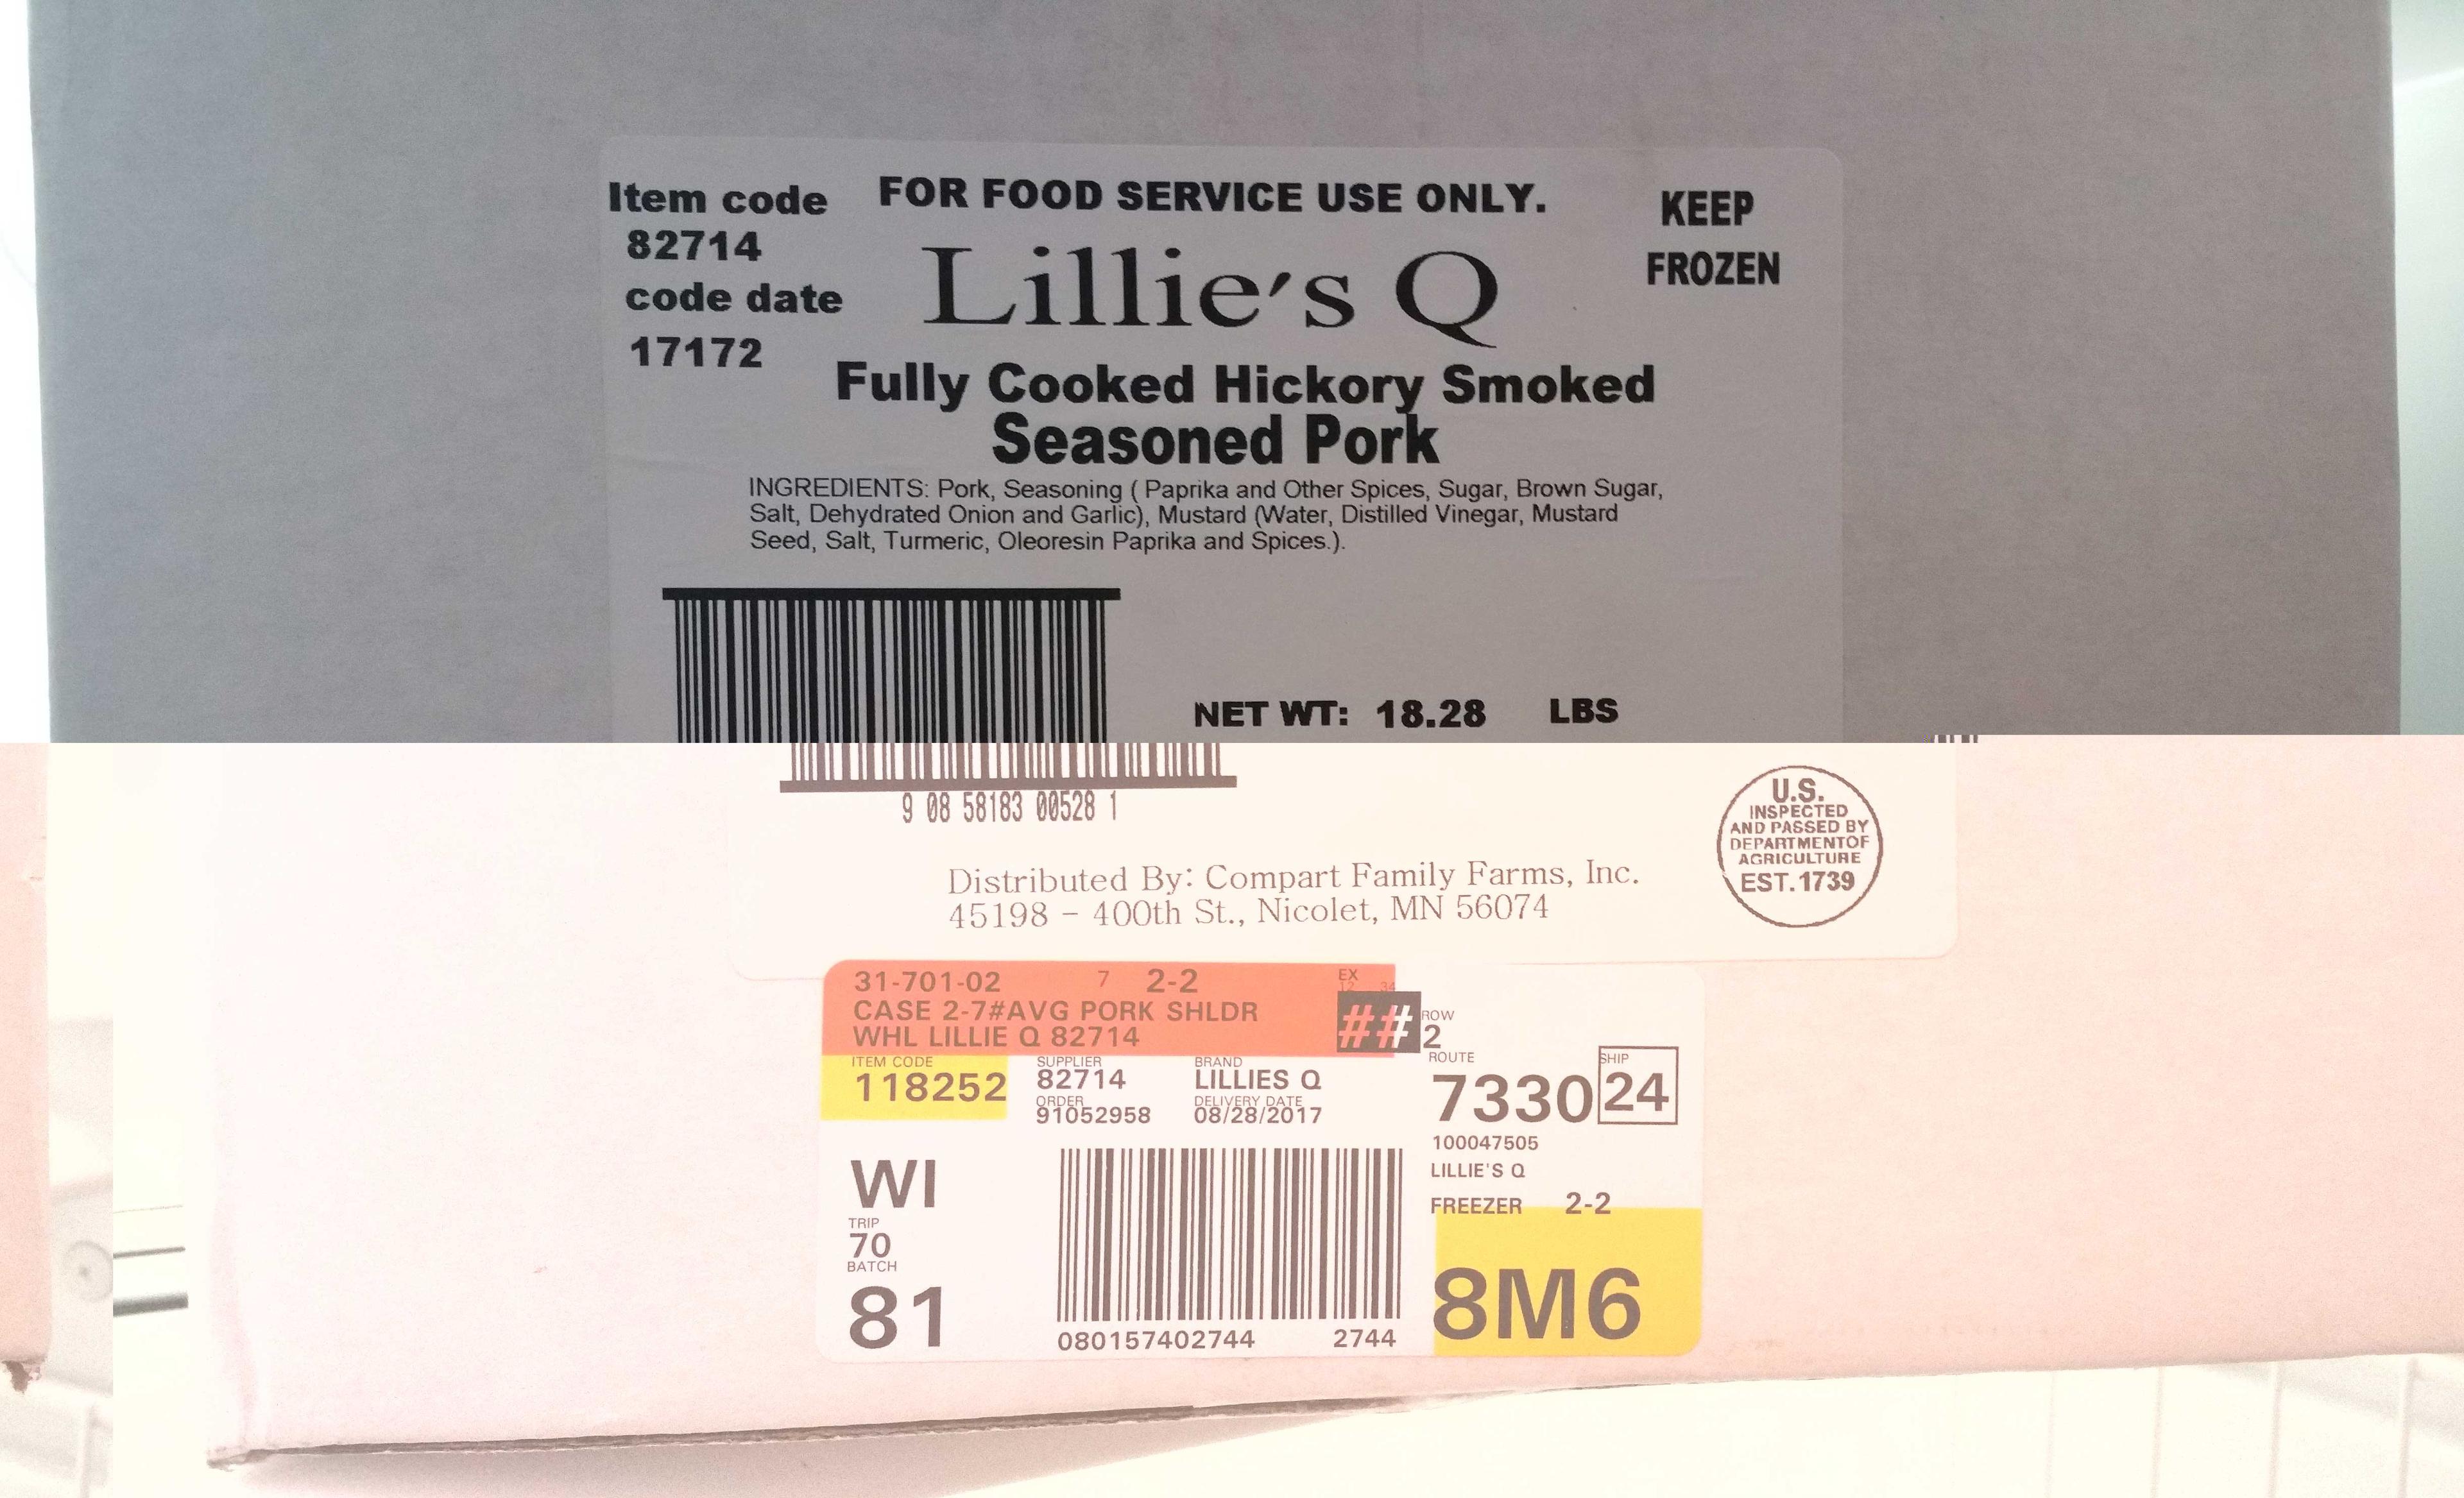 Item code
82714
code date
17172
FOR FOOD SERVICE USE ONLY.
KEEP
FROZEN
Lillie's Q
Fully Cooked Hickory Smoked
Seasoned Pork
INGREDIENTS: Pork, Seasoning ( Paprika and Other Spices, Sugar, Brown Sugar,
Salt, Dehydrated Onion and Garlic), Mustard (Water, Distilled Vinegar, Mustard
Seed, Salt, Turmeric, Oleoresin Paprika and Spices.).
NET WT: 18.28 LBS
9 08 58183 00528 1
U.S.
INSPECTED
AND PASSED BY
DEPARTMENTOF
AGRICULTURE
EST.1739
Distributed By: Compart Family Farms, Inc.
45198 - 400th St., Nicolet, MN 56074
31-701-02 7 2-2
CASE 2-7#AVG PORK SHLDR
WHL LILLIE Q 82714
EX
##
ROW
2
ITEM CODE
118252
SUPPLIER
82714
ORDER
91052958
BRAND
LILLIES Q
DELIVERY DATE
08/28/2017
ROUTE
7330
SHIP
24
100047505
LILLIE'S Q
FREEZER 2-2
8M6
WI
TRIP
70
BATCH
81
080157402744 2744